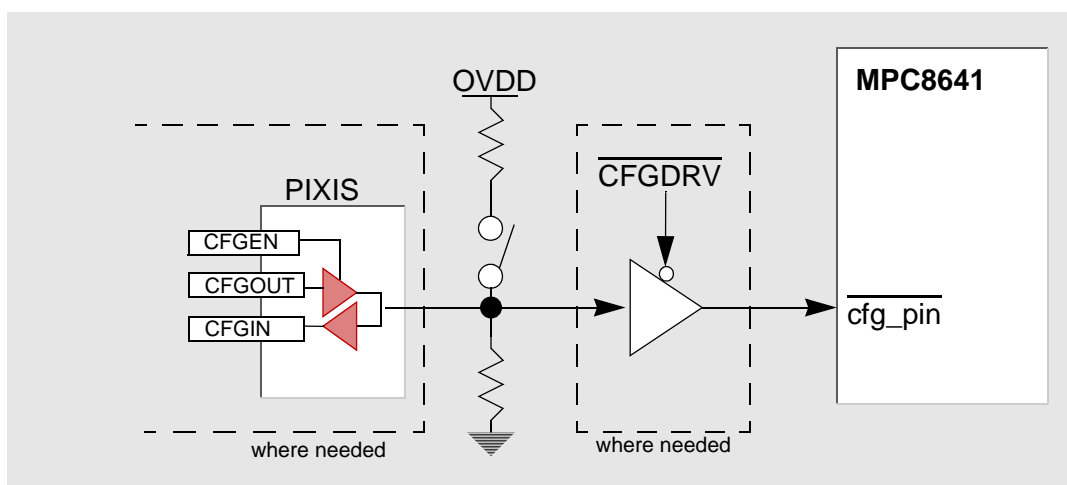 OVDD
MPC8641
CFGDRV
PIXIS
CFGEN
CFGOUT
CFGIN
cfg_pin
where needed
where needed